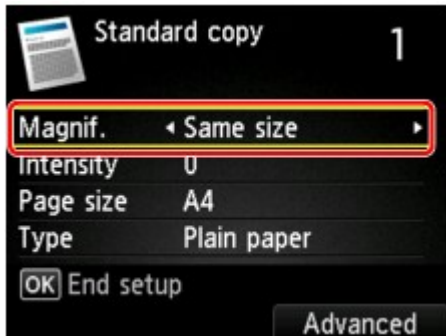 Standard copy 1
Magnif. Same size
Intensity 0
Page size A4
Type Plain paper
OK End setup
Advanced